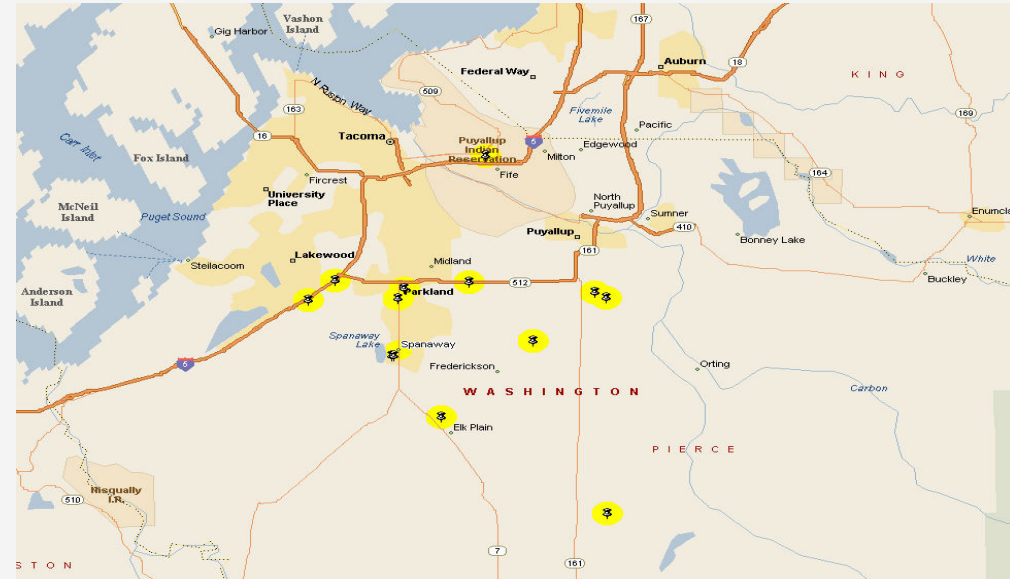 Vashon
Island
Gig Harbor
167
Auburn
18
Federal Way
KING
N Ruston Way
509
163
Fivemile
Lake
169
Pacific
16
Tacoma
Puyallup
Indian
Reservation
5
Edgewood
Milton
Carr Inlet
Fox Island
Fircrest
Fife
164
University
Place
McNeil
Island
Puget Sound
North
Puyallup
Sumner
Enumcla
Puyallup
410
Bonney Lake
161
Lakewood
Midland
Steilacoom
White
Buckley
Anderson
Island
512
Parkland
Spanaway
Lake
Spanaway
5
Frederickson
Orting
WASHINGTON
Carbon
Elk Plain
PIERCE
Nisqually
I.R.
510
7
161
STON